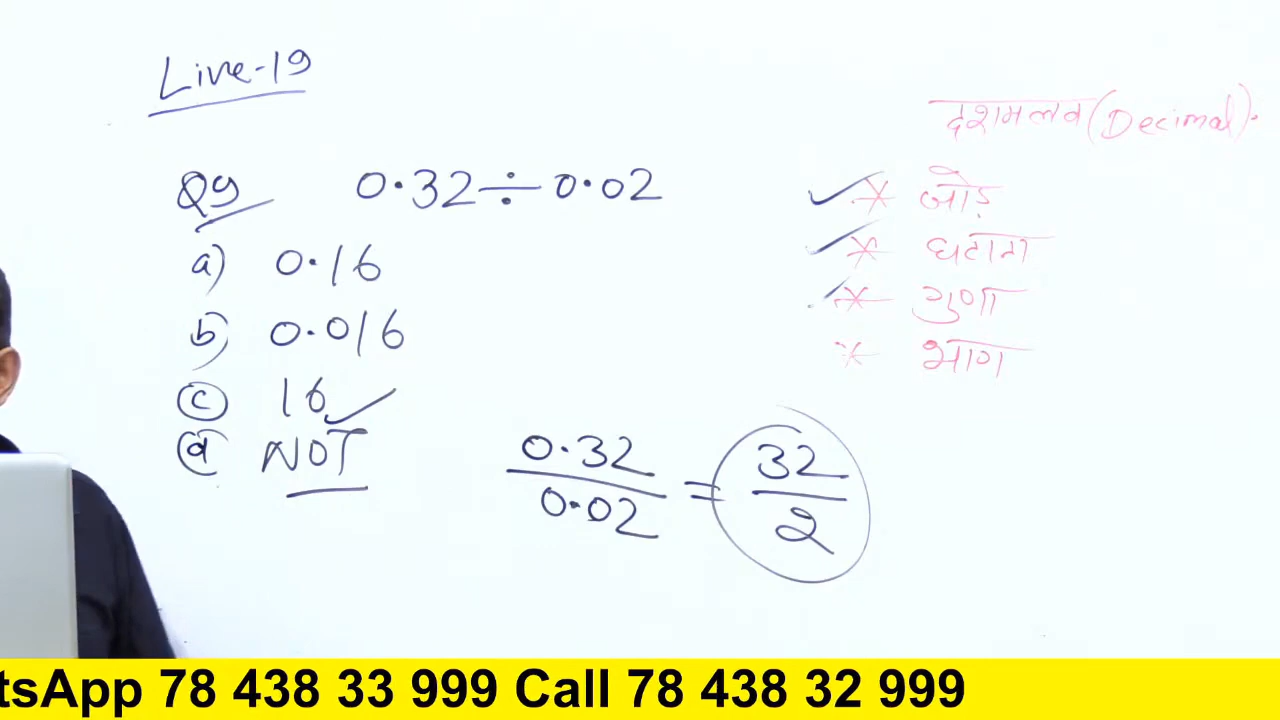 Live-19
दशमलव (Decimal):
Q9 0.32 ÷ 0.02
* जोड़
a) 0.16
* घटाना
b) 0.016
* गुणा
c) 16 ✓
* भाग
d) NOT
0.32 / 0.02 = 32 / 2
tsApp 78 438 33 999 Call 78 438 32 999